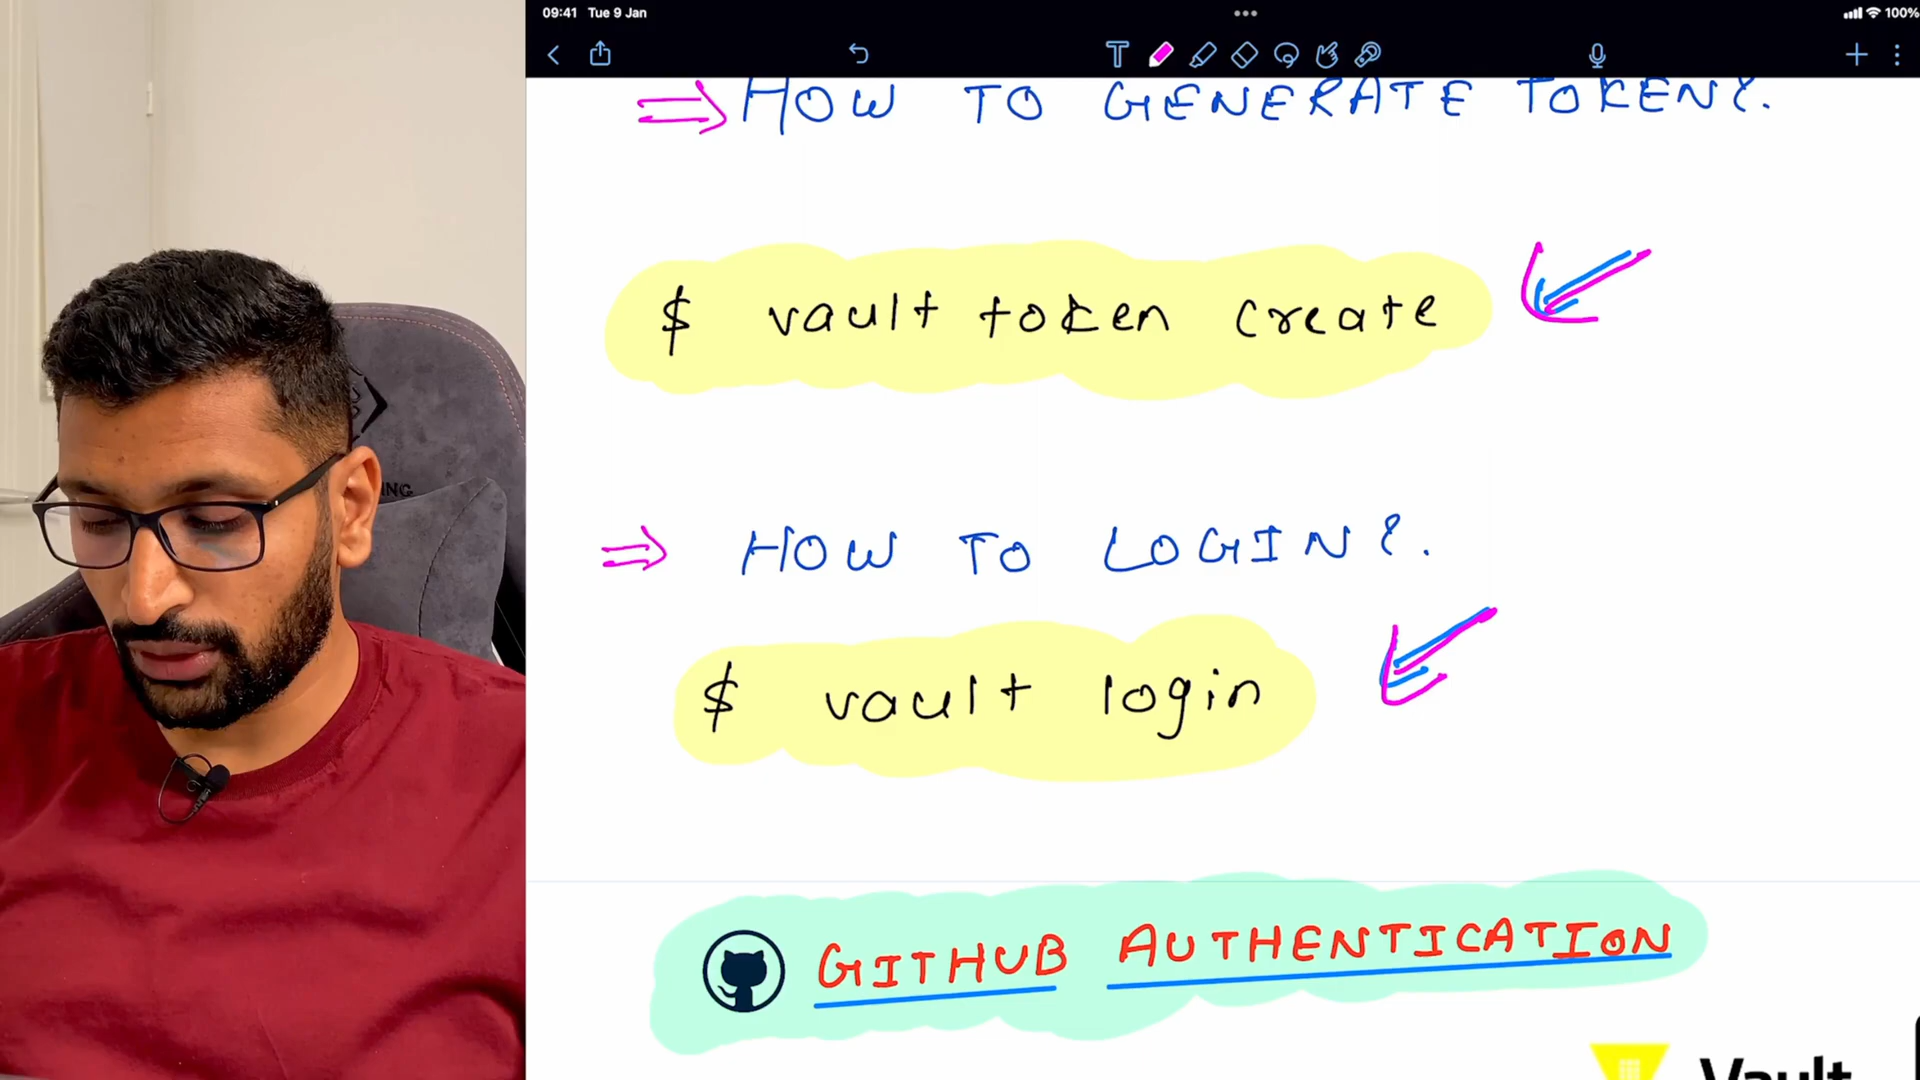 09:41 Tue 9 Jan
100%
⇒ HOW TO GENERATE TOKEN?.
$ vault token create
ING
⇒ HOW TO LOGIN?.
$ vault login
GITHUB AUTHENTICATION
Vault